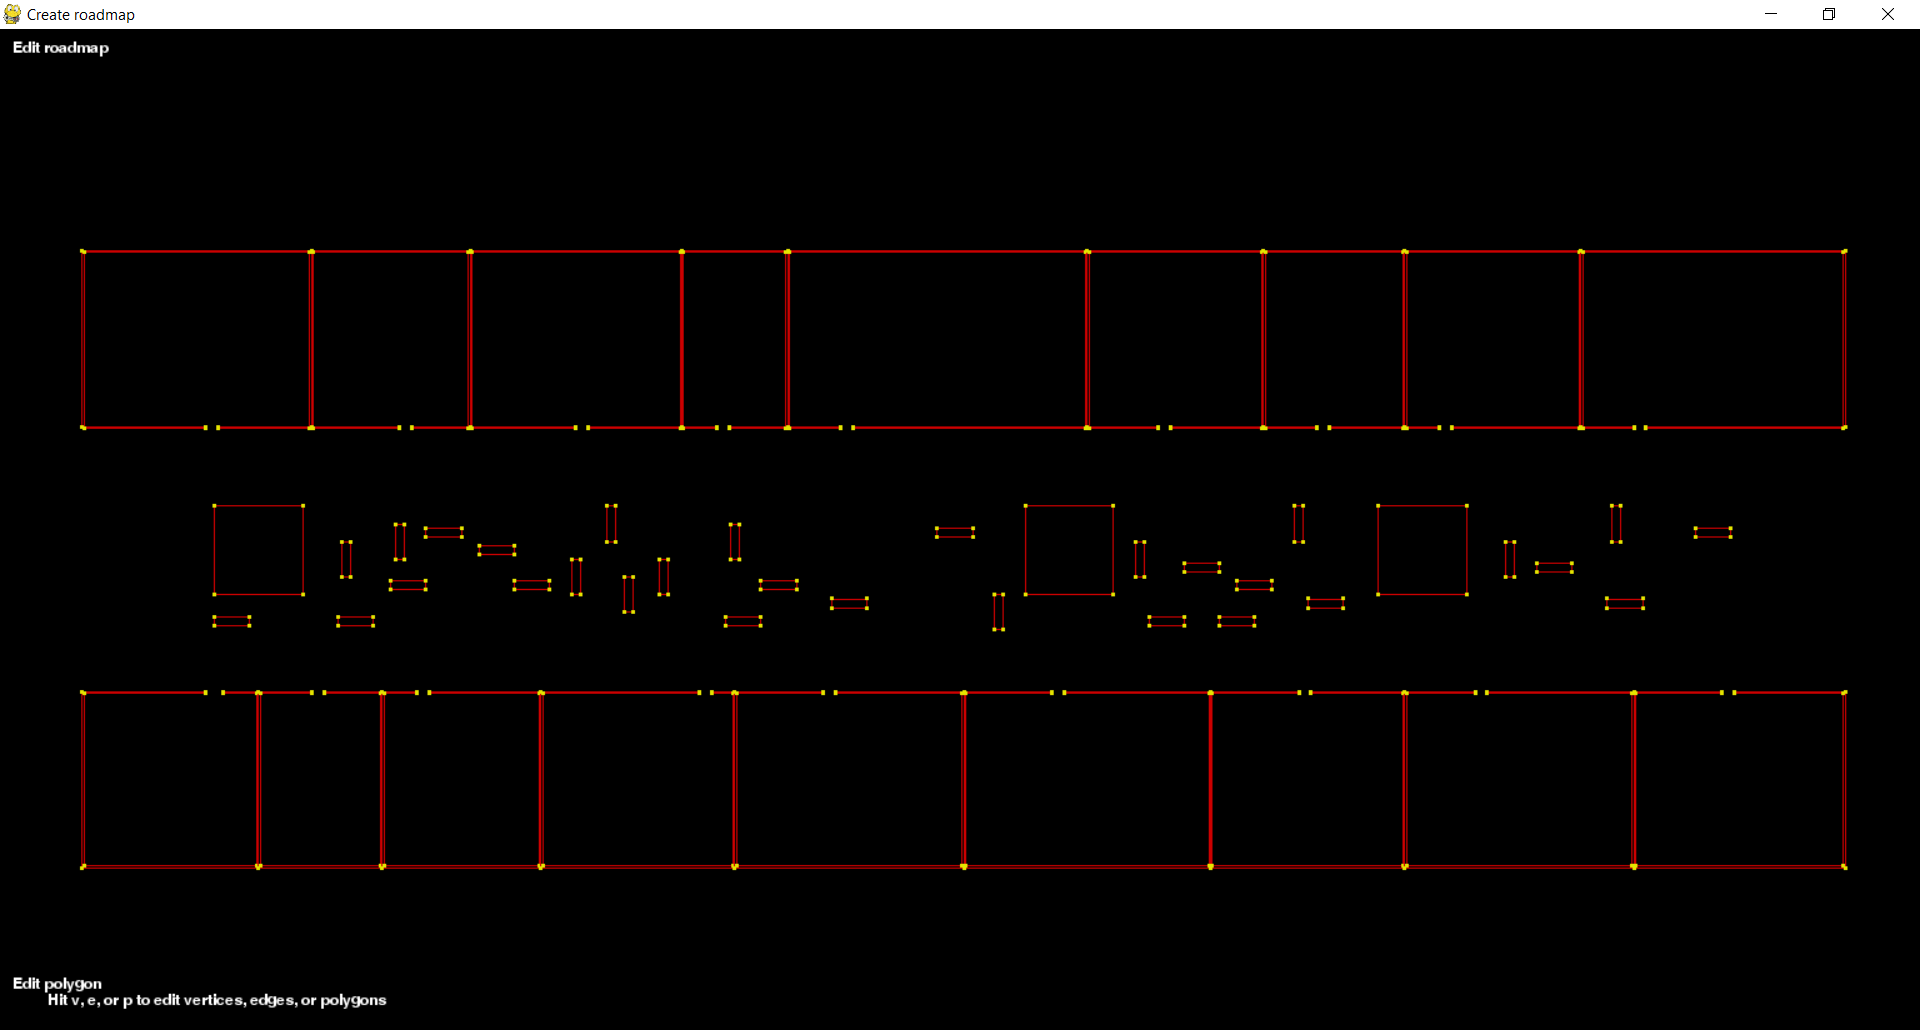 Create roadmap
Edit roadmap
Edit polygon
Hit v, e, or p to edit vertices, edges, or polygons